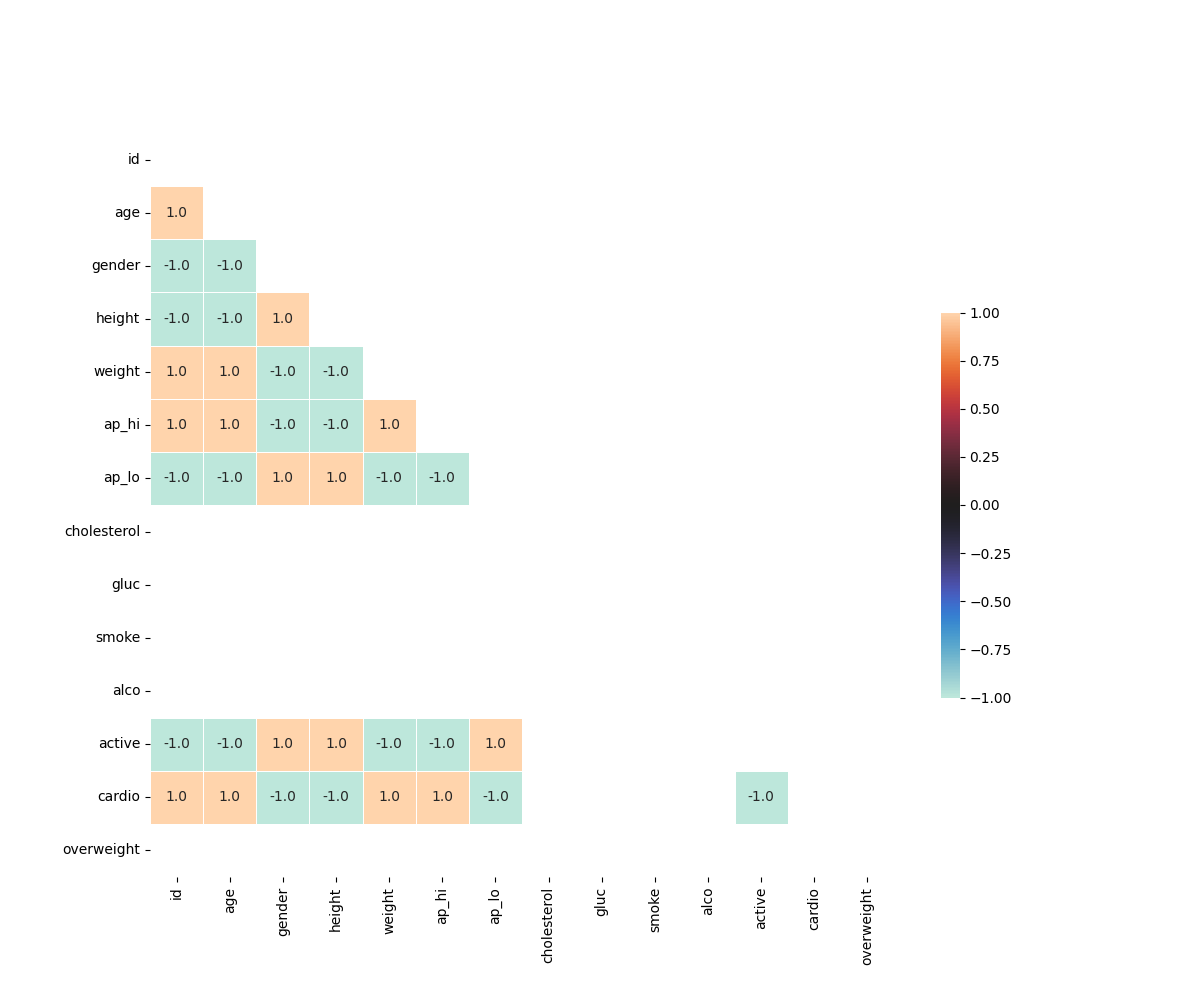 id
age 1.0
gender -1.0 -1.0
height -1.0 -1.0 1.0
weight 1.0 1.0 -1.0 -1.0
ap_hi 1.0 1.0 -1.0 -1.0 1.0
ap_lo -1.0 -1.0 1.0 1.0 -1.0 -1.0
cholesterol
gluc
smoke
alco
active -1.0 -1.0 1.0 1.0 -1.0 -1.0 1.0
cardio 1.0 1.0 -1.0 -1.0 1.0 1.0 -1.0 -1.0
overweight
id age gender height weight ap_hi ap_lo cholesterol gluc smoke alco active cardio overweight
1.00
0.75
0.50
0.25
0.00
−0.25
−0.50
−0.75
−1.00